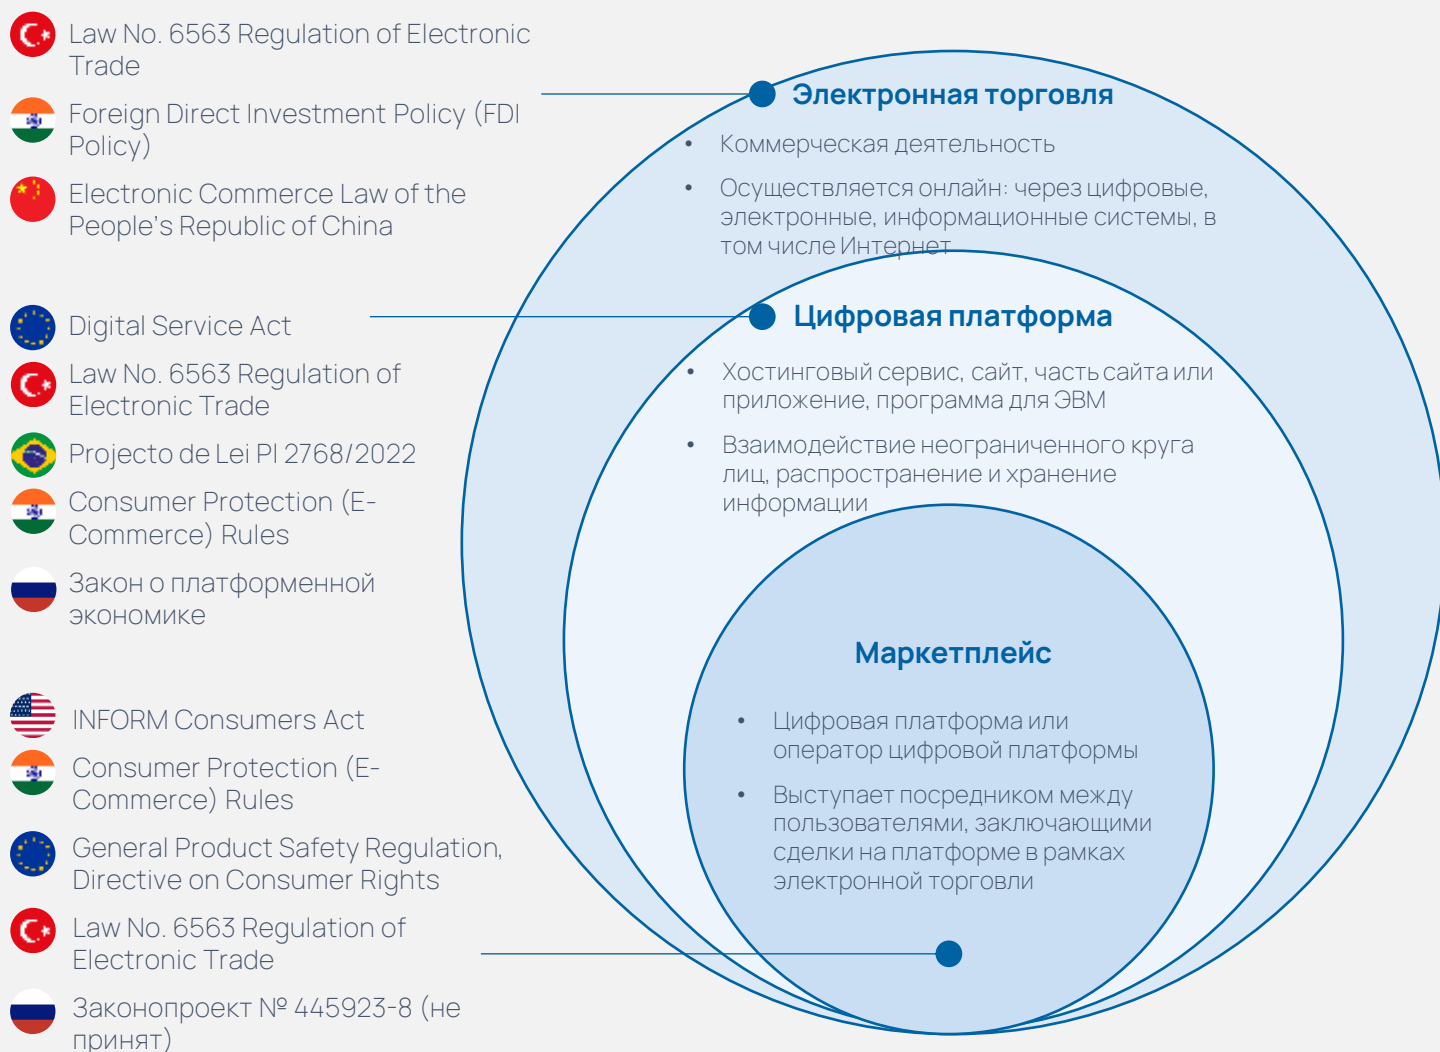 Law No. 6563 Regulation of Electronic
Trade
Foreign Direct Investment Policy (FDI
Policy)
Electronic Commerce Law of the
People's Republic of China
Digital Service Act
Law No. 6563 Regulation of
Electronic Trade
Projecto de Lei Pl 2768/2022
Consumer Protection (E-
Commerce) Rules
Закон о платформенной
экономике
INFORM Consumers Act
Consumer Protection (E-
Commerce) Rules
General Product Safety Regulation,
Directive on Consumer Rights
Law No. 6563 Regulation of
Electronic Trade
Законопроект № 445923-8 (не
принят)
Электронная торговля
• Коммерческая деятельность
• Осуществляется онлайн: через цифровые,
электронные, информационные системы, в
том числе Интернет
Цифровая платформа
• Хостинговый сервис, сайт, часть сайта или
приложение, программа для ЭВМ
• Взаимодействие неограниченного круга
лиц, распространение и хранение
информации
Маркетплейс
• Цифровая платформа или
оператор цифровой платформы
• Выступает посредником между
пользователями, заключающими
сделки на платформе в рамках
электронной торговли